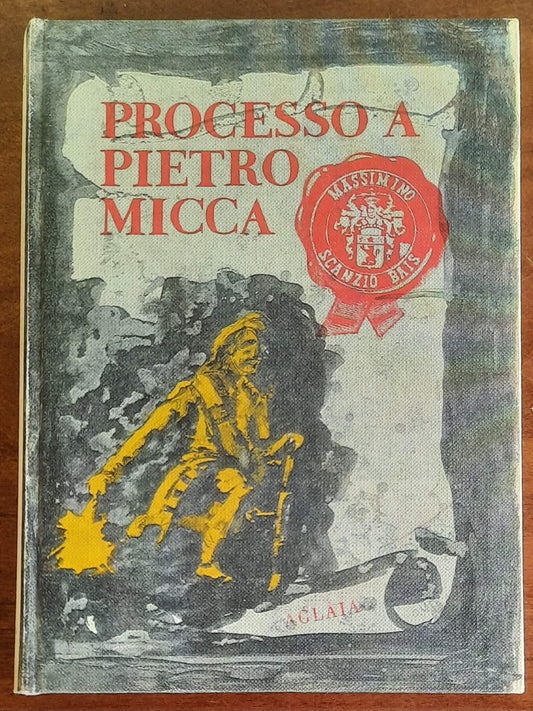 PROCESSO A
PIETRO
MICCA
MASSIMINO
SCANZIO BAIS
AGLAIA